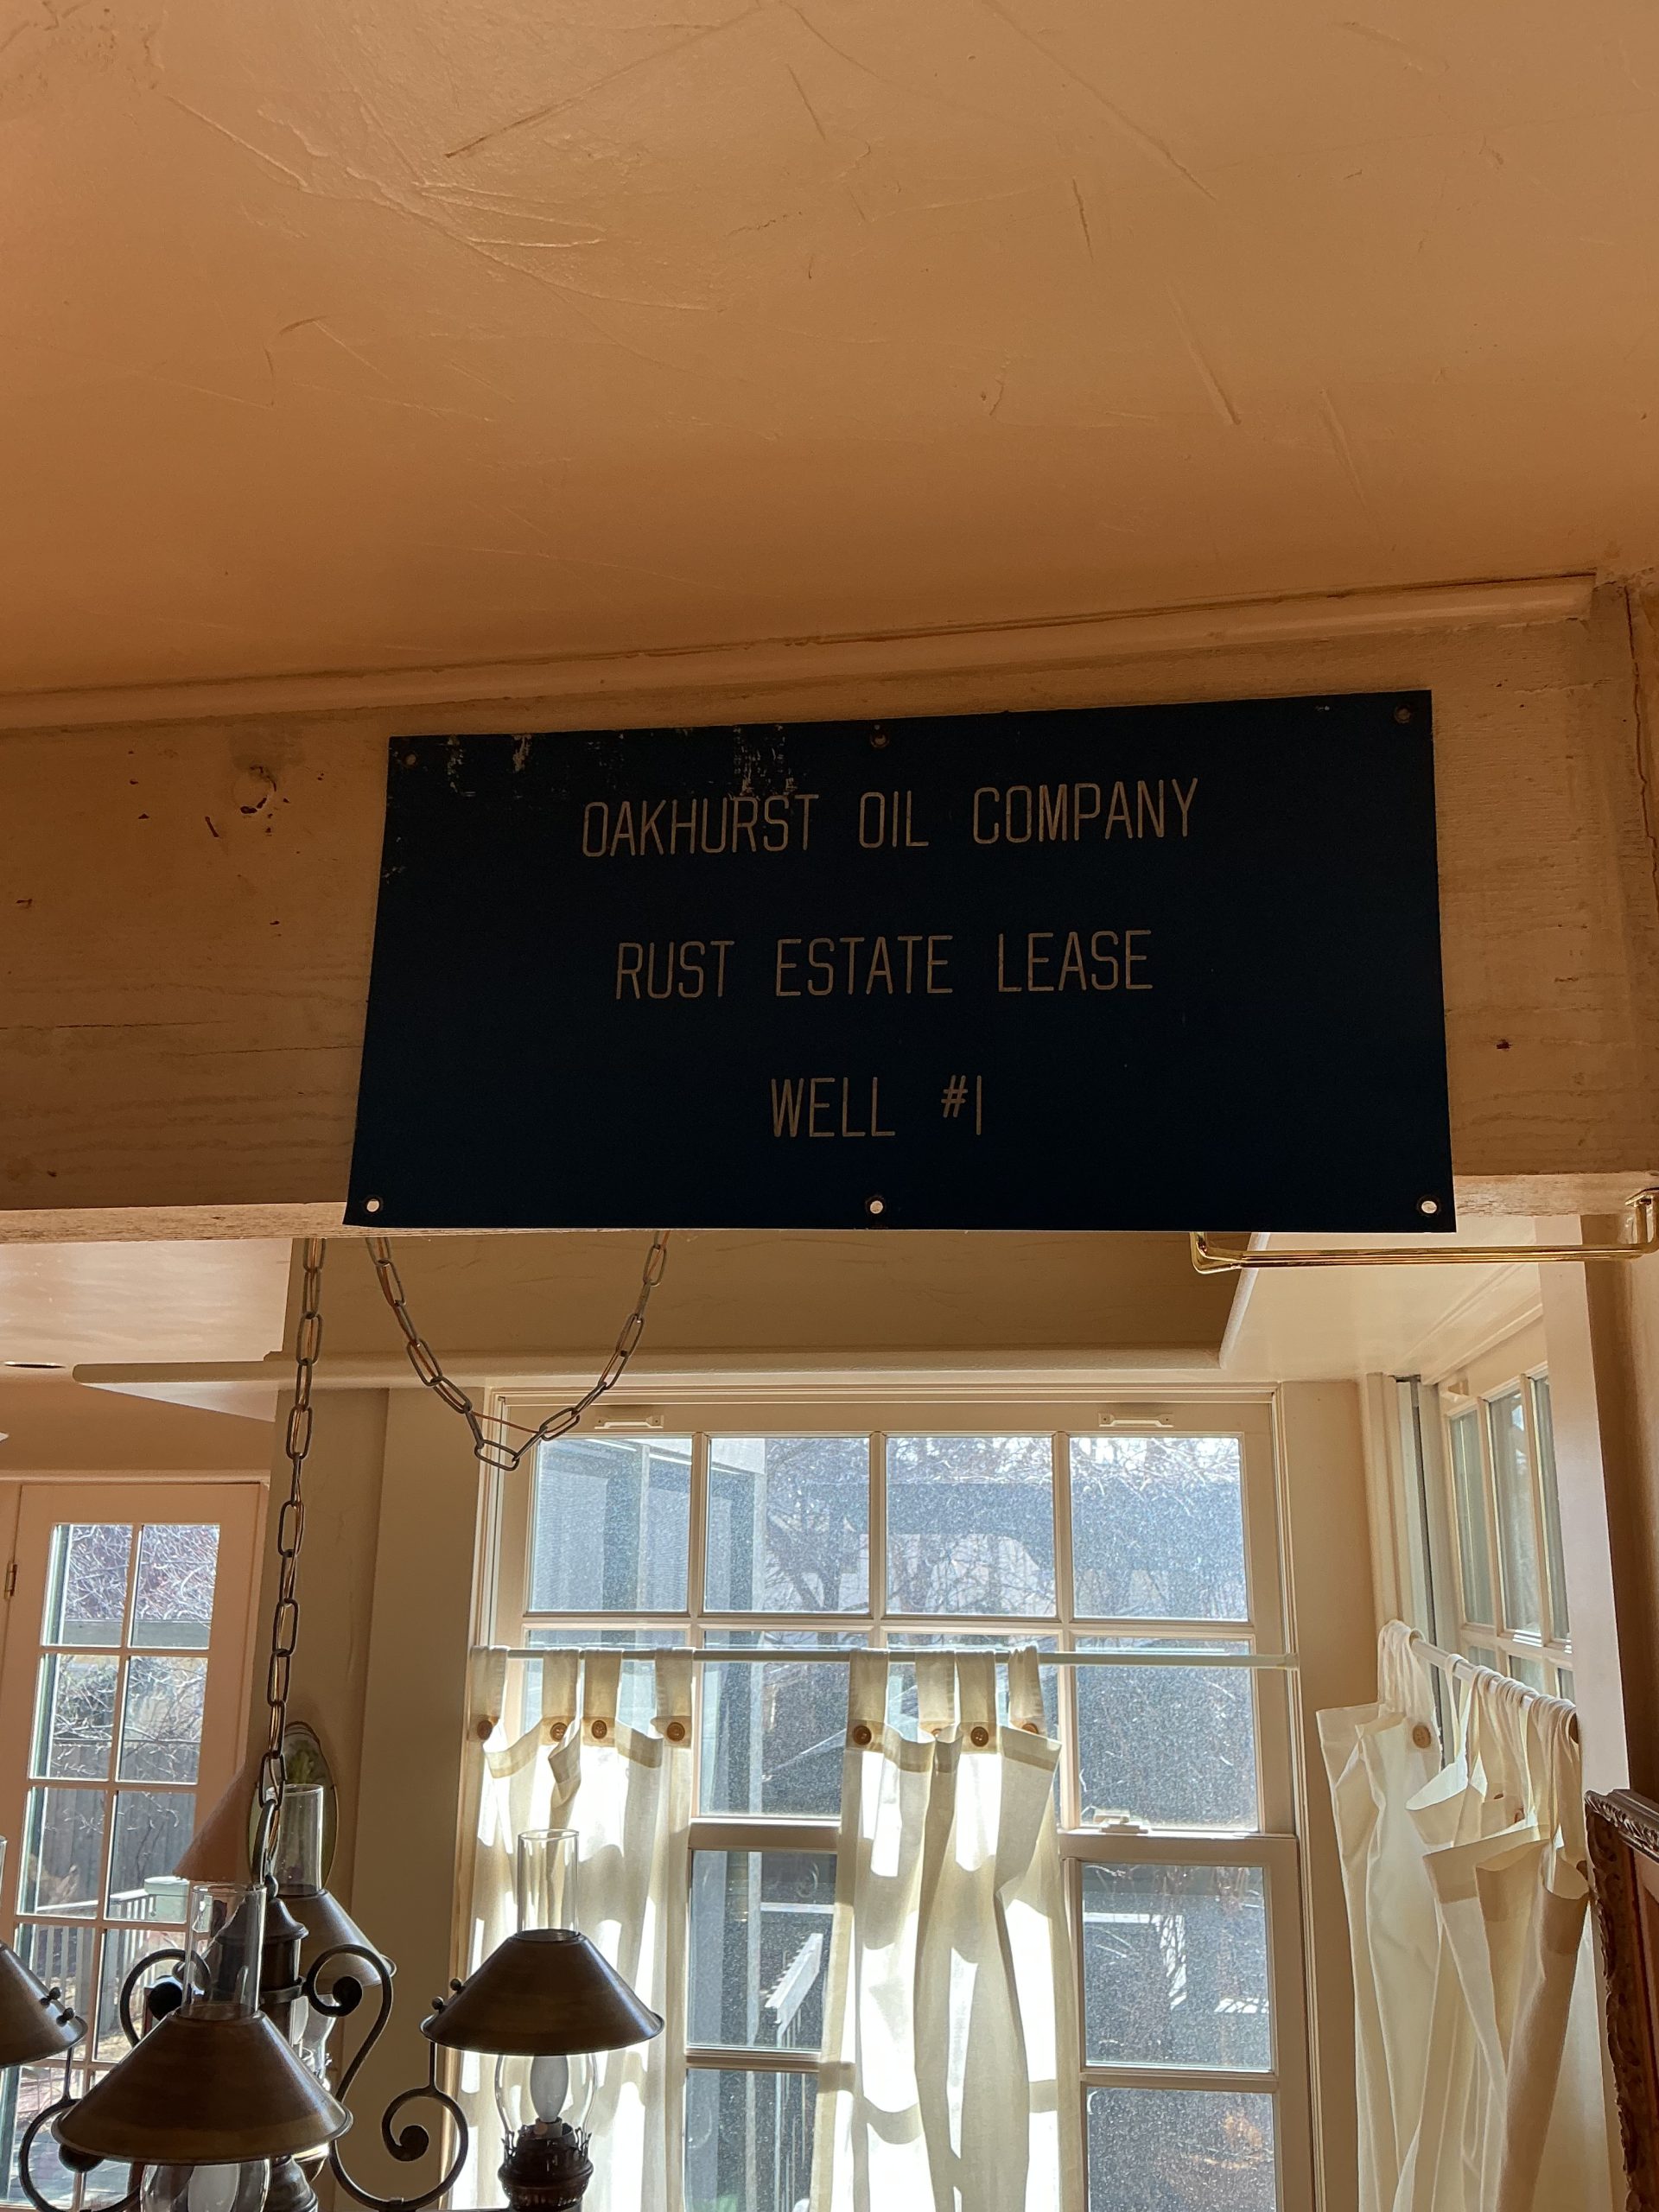 OAKHURST OIL COMPANY
RUST ESTATE LEASE
WELL #1